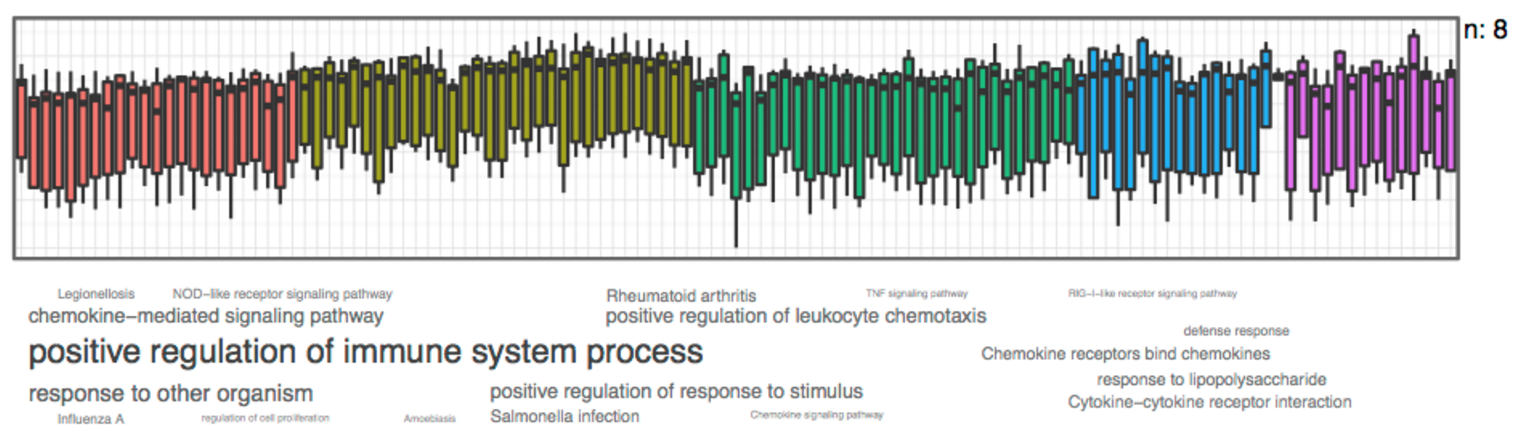 n: 8
Legionellosis NOD-like receptor signaling pathway Rheumatoid arthritis TNF signaling pathway RIG-I-like receptor signaling pathway
chemokine-mediated signaling pathway positive regulation of leukocyte chemotaxis
defense response
positive regulation of immune system process Chemokine receptors bind chemokines
response to lipopolysaccharide
response to other organism positive regulation of response to stimulus
Cytokine-cytokine receptor interaction
Influenza A regulation of cell proliferation Amoebiasis Salmonella infection Chemokine signaling pathway